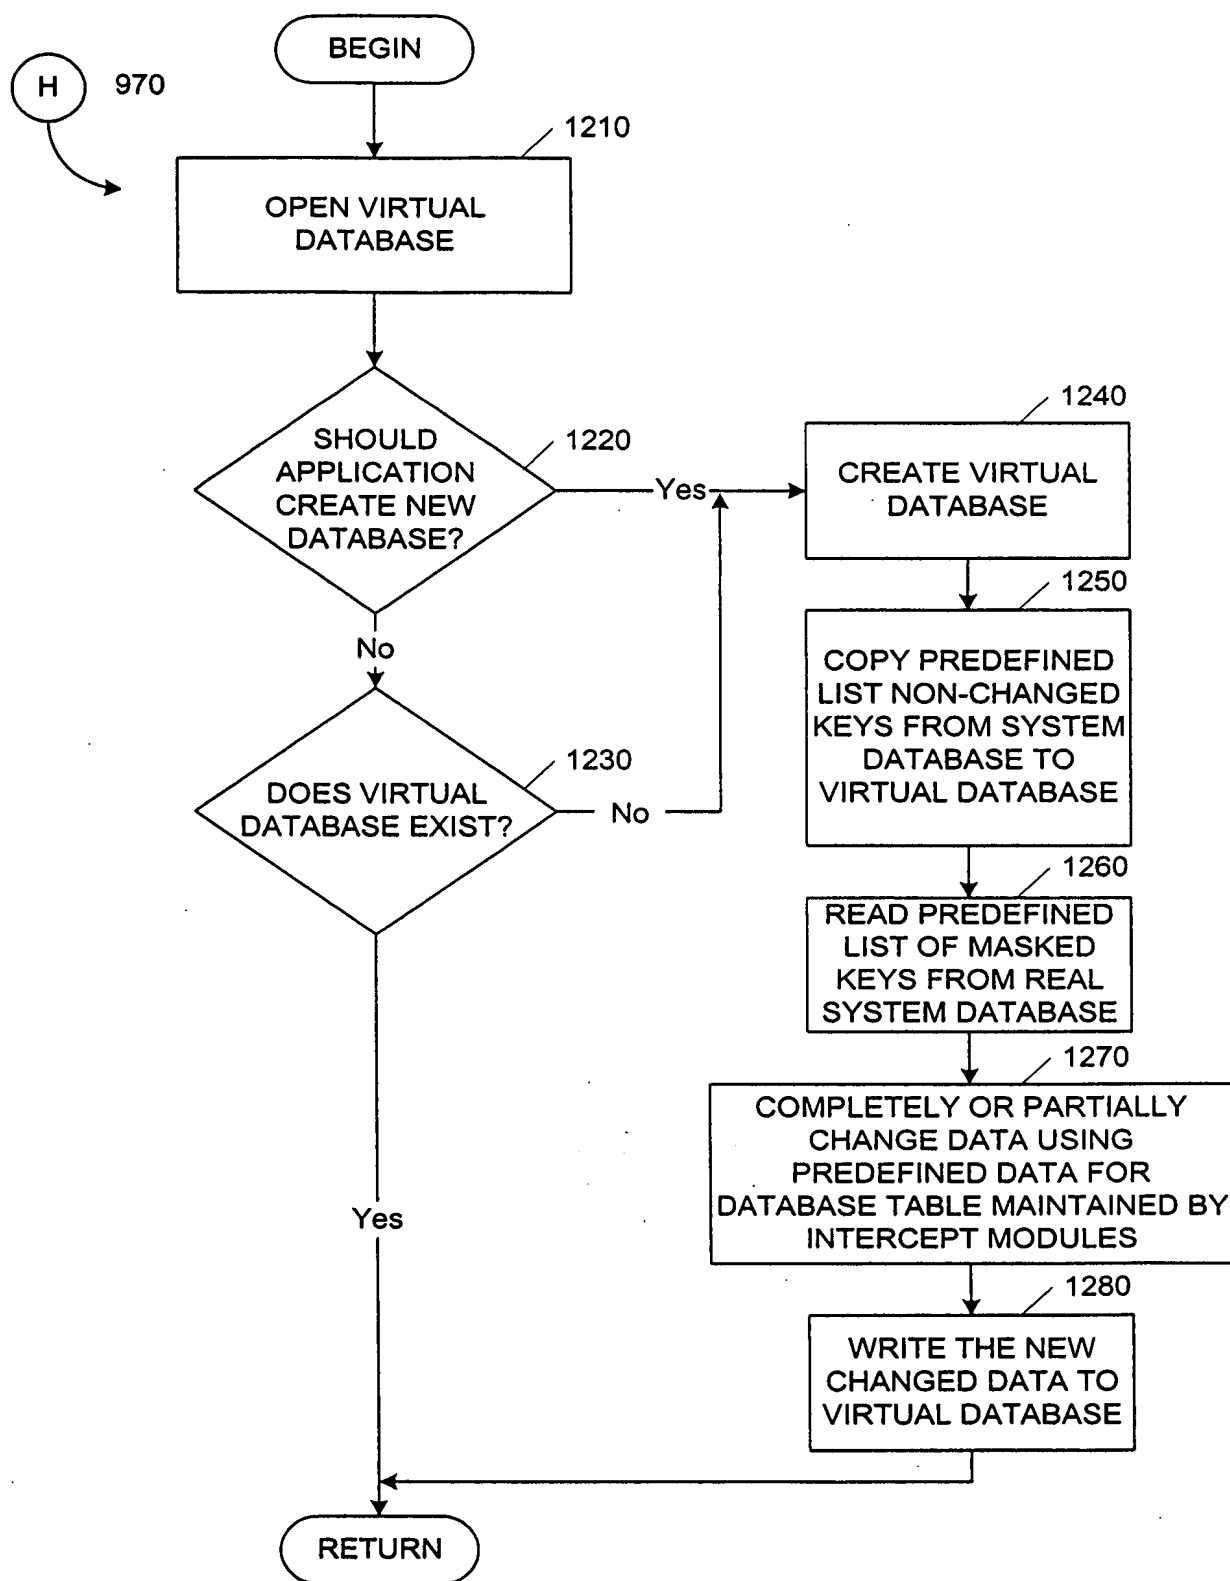 BEGIN
H
970
1210
OPEN VIRTUAL
DATABASE
SHOULD
APPLICATION
CREATE NEW
DATABASE?
1220
Yes
1240
CREATE VIRTUAL
DATABASE
No
1250
COPY PREDEFINED
LIST NON-CHANGED
KEYS FROM SYSTEM
DATABASE TO
VIRTUAL DATABASE
DOES VIRTUAL
DATABASE EXIST?
1230
No
1260
READ PREDEFINED
LIST OF MASKED
KEYS FROM REAL
SYSTEM DATABASE
1270
COMPLETELY OR PARTIALLY
CHANGE DATA USING
PREDEFINED DATA FOR
DATABASE TABLE MAINTAINED BY
INTERCEPT MODULES
Yes
1280
WRITE THE NEW
CHANGED DATA TO
VIRTUAL DATABASE
RETURN